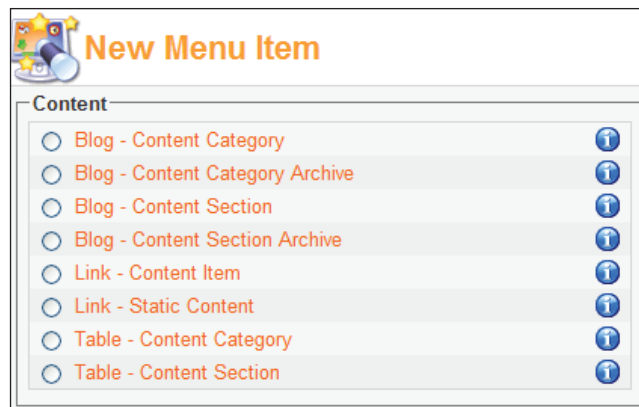 New Menu Item
Content
Blog - Content Category
Blog - Content Category Archive
Blog - Content Section
Blog - Content Section Archive
Link - Content Item
Link - Static Content
Table - Content Category
Table - Content Section